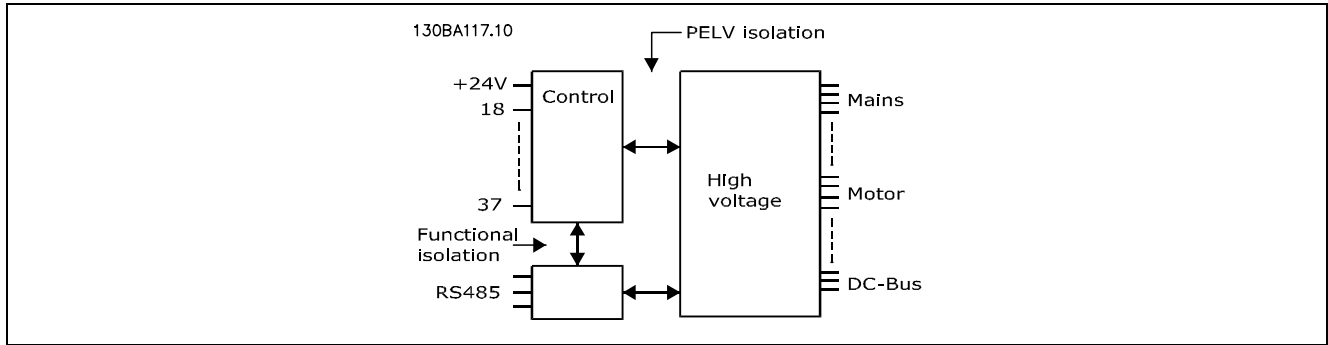 130BA117.10
PELV isolation
+24V
Control
Mains
18
High
voltage
Motor
37
Functional
isolation
RS485
DC-Bus